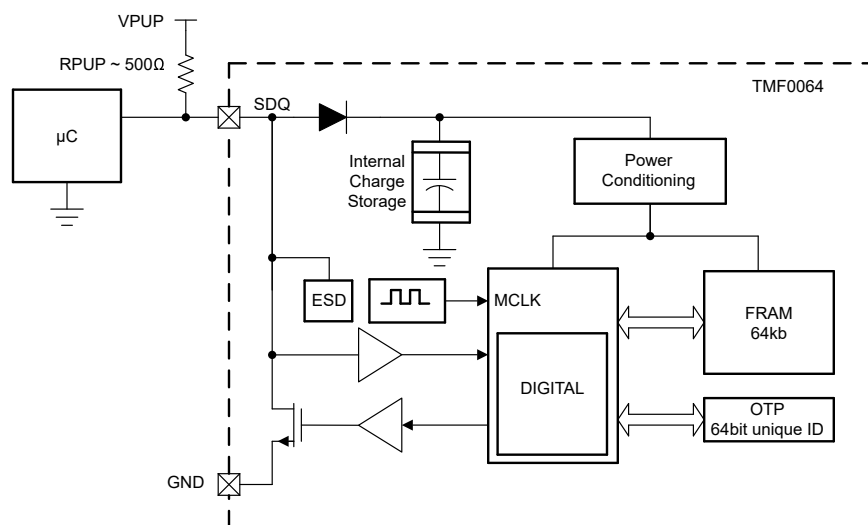 VPUP
RPUP ~ 500Ω
TMF0064
SDQ
µC
Internal
Charge
Storage
Power
Conditioning
ESD
MCLK
FRAM
64kb
DIGITAL
OTP
64bit unique ID
GND